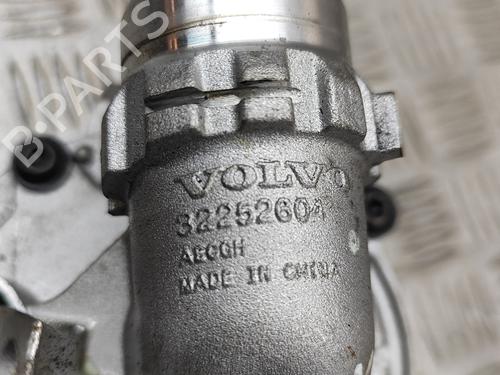 B-PARTS
VOLVO
32252604
AECGH
MADE IN CHINA